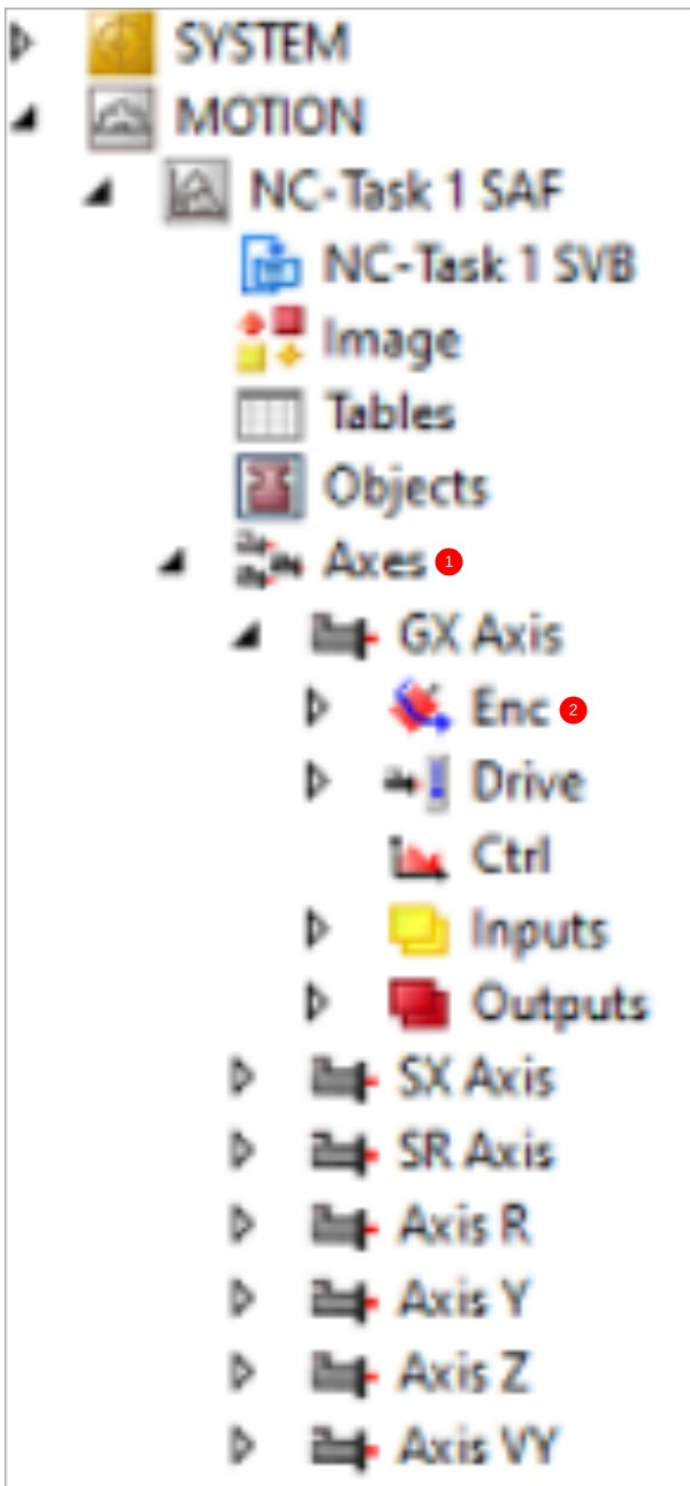 SYSTEM
MOTION
NC-Task 1 SAF
NC-Task 1 SVB
Image
Tables
Objects
Axes 1
GX Axis
Enc 2
Drive
Ctrl
Inputs
Outputs
SX Axis
SR Axis
Axis R
Axis Y
Axis Z
Axis VY